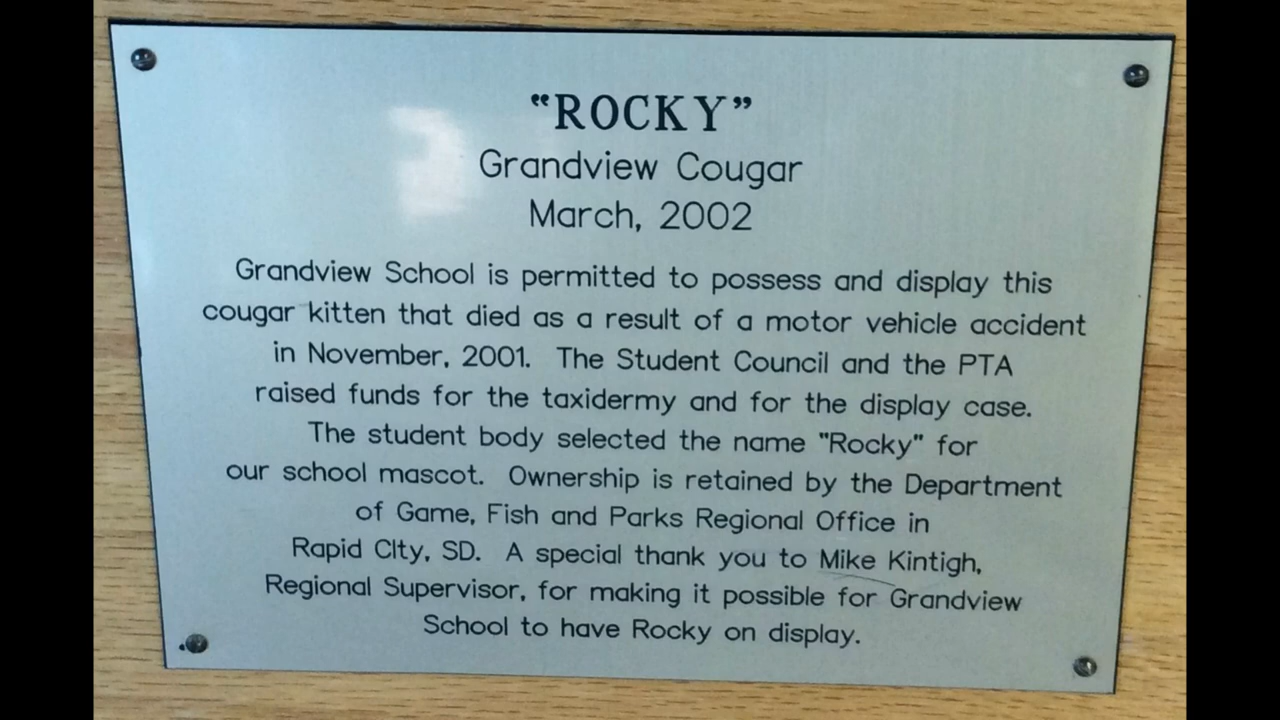 “ROCKY”
Grandview Cougar
March, 2002
Grandview School is permitted to possess and display this
cougar kitten that died as a result of a motor vehicle accident
in November, 2001. The Student Council and the PTA
raised funds for the taxidermy and for the display case.
The student body selected the name "Rocky" for
our school mascot. Ownership is retained by the Department
of Game, Fish and Parks Regional Office in
Rapid CIty, SD. A special thank you to Mike Kintigh,
Regional Supervisor, for making it possible for Grandview
School to have Rocky on display.